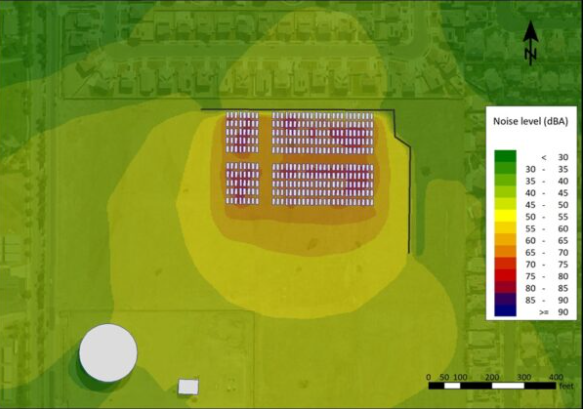 N
Noise level (dBA)
< 30
30 - 35
35 - 40
40 - 45
45 - 50
50 - 55
55 - 60
60 - 65
65 - 70
70 - 75
75 - 80
80 - 85
85 - 90
>= 90
0 50 100 200 300 400
feet